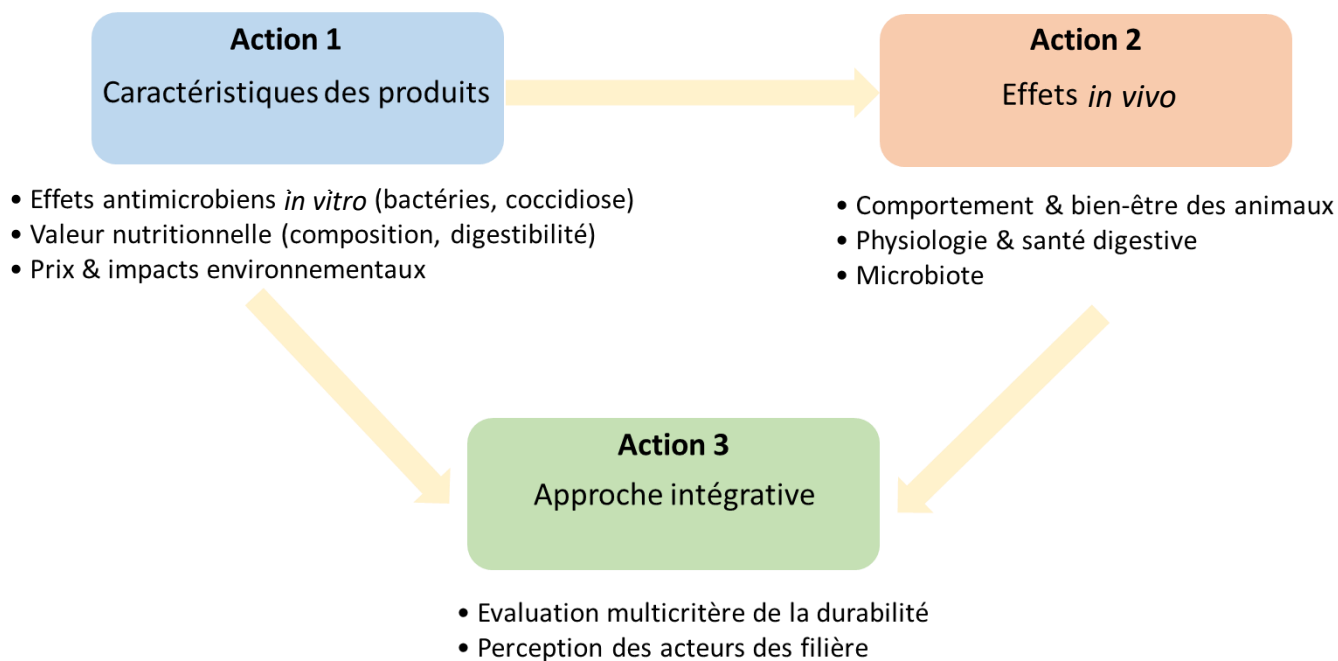 Action 1
Caractéristiques des produits
• Effets antimicrobiens in vitro (bactéries, coccidiose)
• Valeur nutritionnelle (composition, digestibilité)
• Prix & impacts environnementaux
Action 2
Effets in vivo
• Comportement & bien-être des animaux
• Physiologie & santé digestive
• Microbiote
Action 3
Approche intégrative
• Evaluation multicritère de la durabilité
• Perception des acteurs des filière